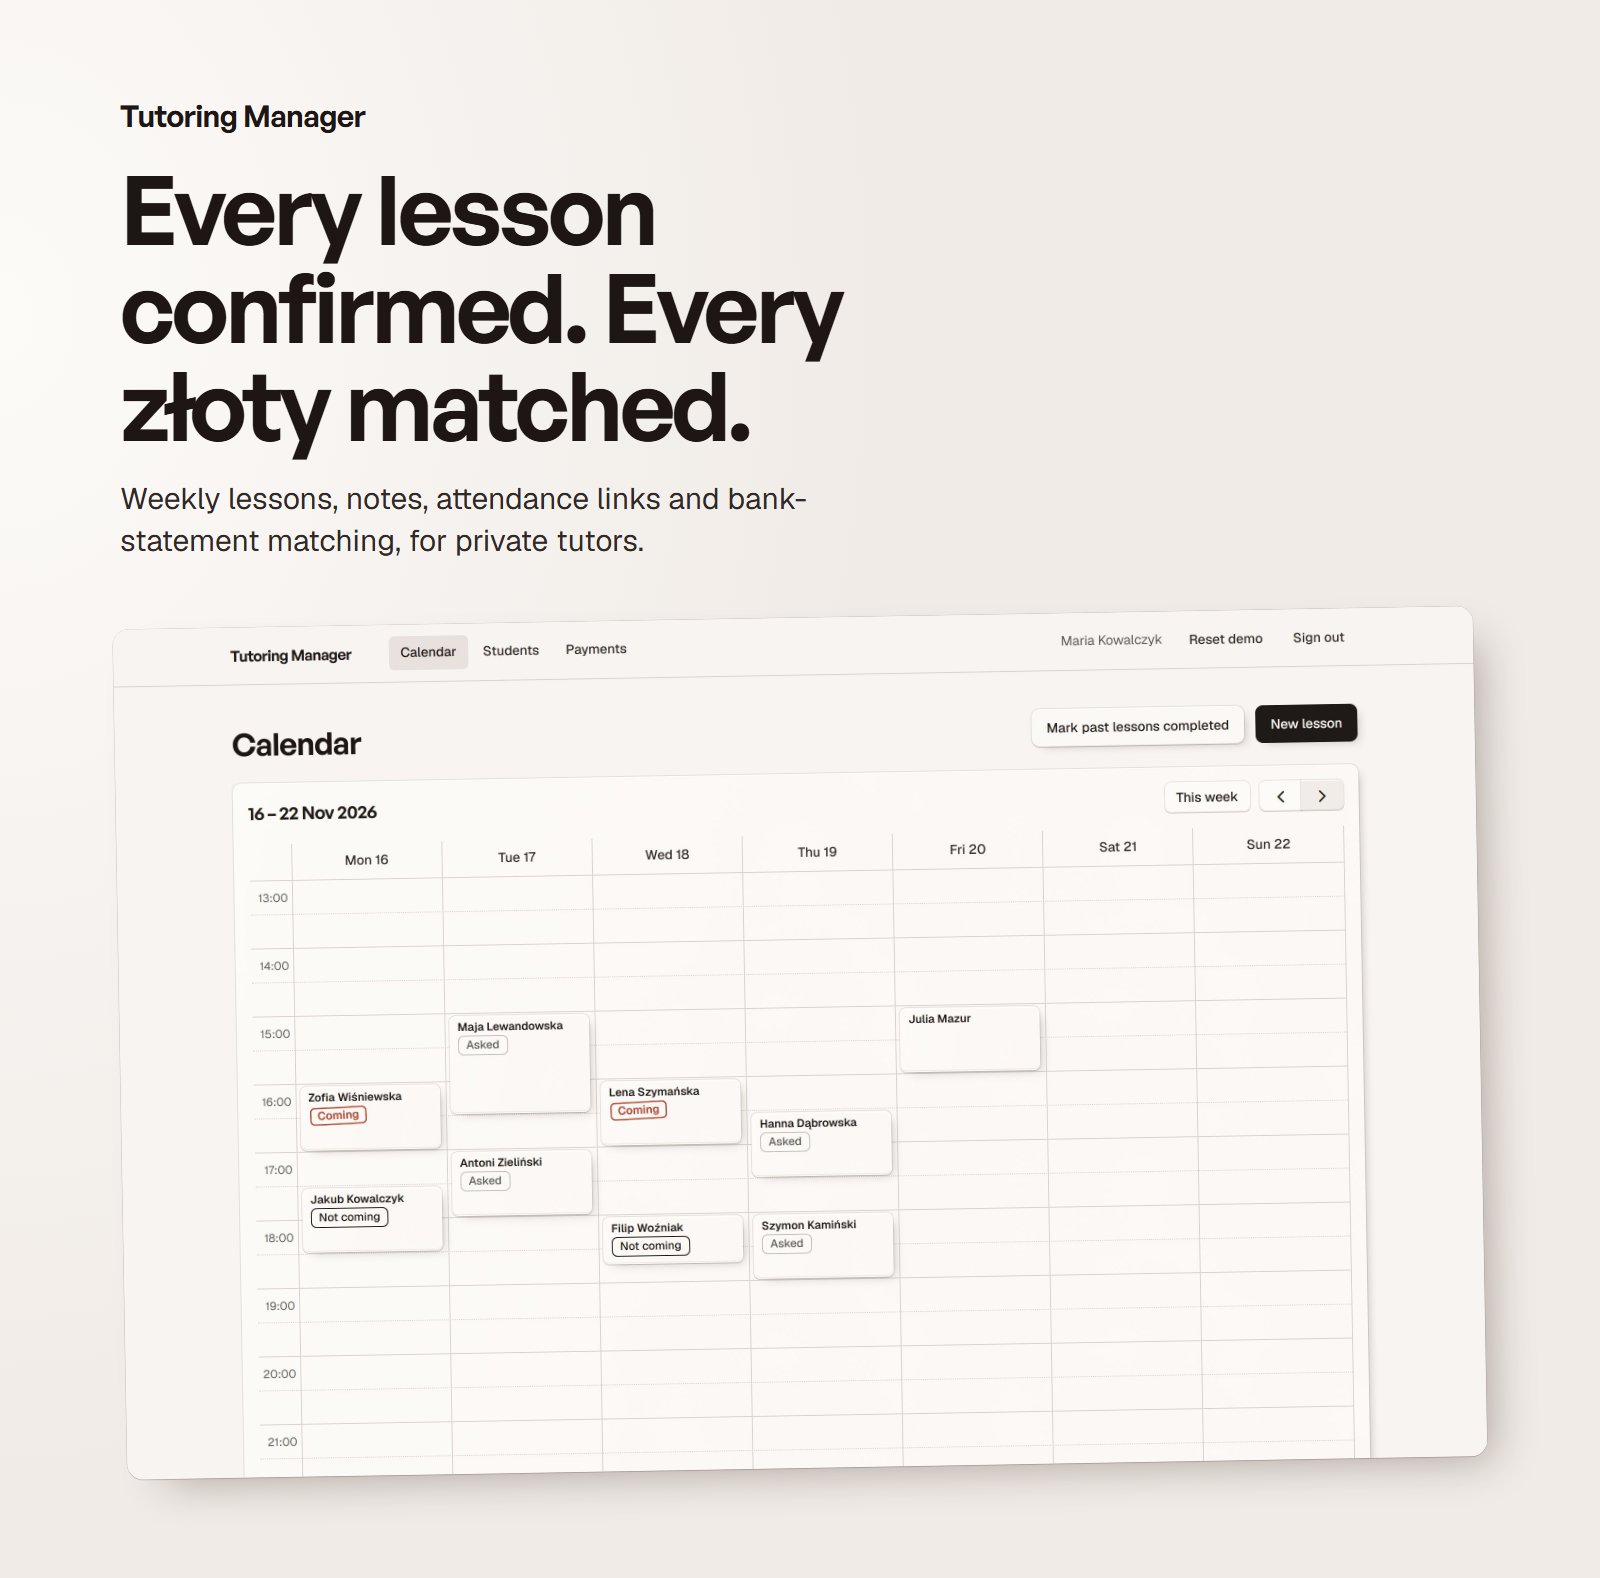 Tutoring Manager
Every lesson
confirmed. Every
złoty matched.
Weekly lessons, notes, attendance links and bank-
statement matching, for private tutors.
Tutoring Manager Calendar Students Payments Maria Kowalczyk Reset demo Sign out
Calendar Mark past lessons completed New lesson
16 – 22 Nov 2026 This week
Mon 16 Tue 17 Wed 18 Thu 19 Fri 20 Sat 21 Sun 22
13:00
14:00
15:00
Maja Lewandowska
Asked
Julia Mazur
16:00
Zofia Wiśniewska
Coming
Lena Szymańska
Coming
Hanna Dąbrowska
Asked
17:00
Antoni Zieliński
Asked
Jakub Kowalczyk
Not coming
18:00
Filip Woźniak
Not coming
Szymon Kamiński
Asked
19:00
20:00
21:00